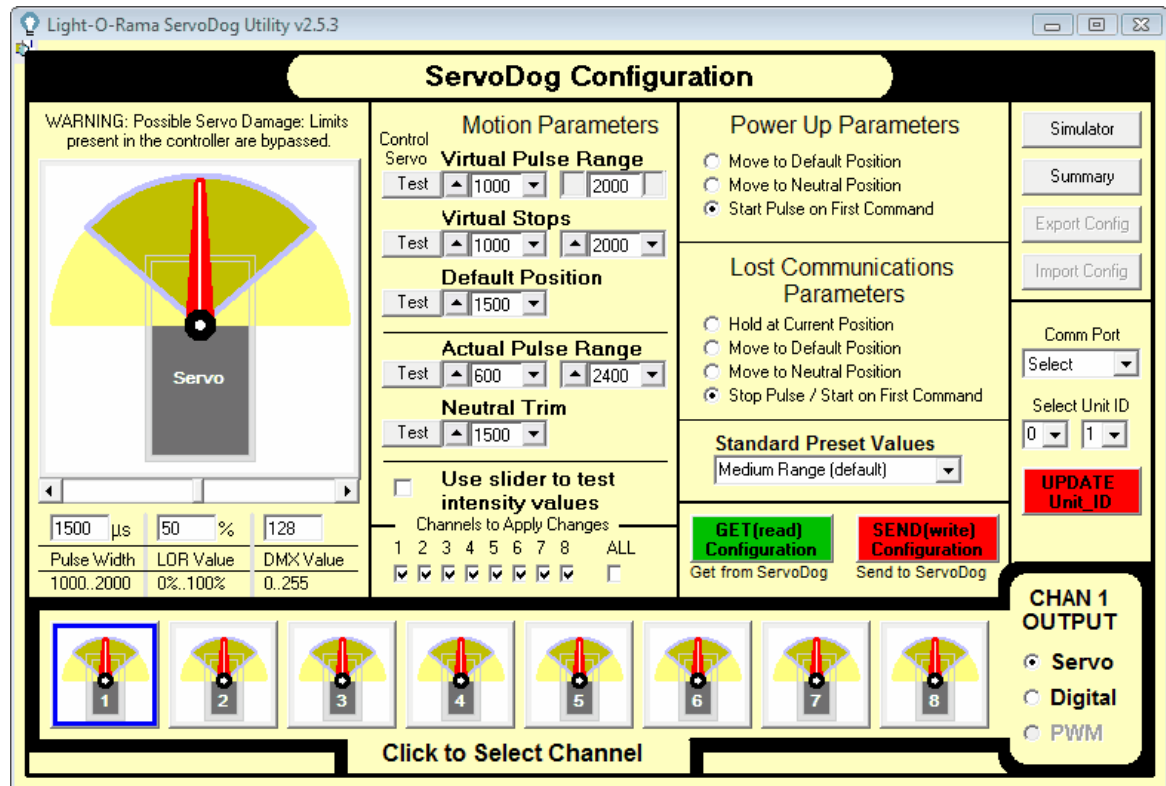 Light-O-Rama ServoDog Utility v2.5.3
ServoDog Configuration
WARNING: Possible Servo Damage: Limits
present in the controller are bypassed.
Servo
1500 µs 50 % 128
Pulse Width LOR Value DMX Value
1000..2000 0%..100% 0..255
Motion Parameters
Control
Servo
Virtual Pulse Range
Test 1000 2000
Virtual Stops
Test 1000 2000
Default Position
Test 1500
Actual Pulse Range
Test 600 2400
Neutral Trim
Test 1500
Use slider to test
intensity values
Channels to Apply Changes
1 2 3 4 5 6 7 8 ALL
Power Up Parameters
Move to Default Position
Move to Neutral Position
Start Pulse on First Command
Lost Communications
Parameters
Hold at Current Position
Move to Default Position
Move to Neutral Position
Stop Pulse / Start on First Command
Standard Preset Values
Medium Range (default)
GET(read)
Configuration
Get from ServoDog
SEND(write)
Configuration
Send to ServoDog
Simulator
Summary
Export Config
Import Config
Comm Port
Select
Select Unit ID
0 1
UPDATE
Unit_ID
1 2 3 4 5 6 7 8
Click to Select Channel
CHAN 1
OUTPUT
Servo
Digital
PWM